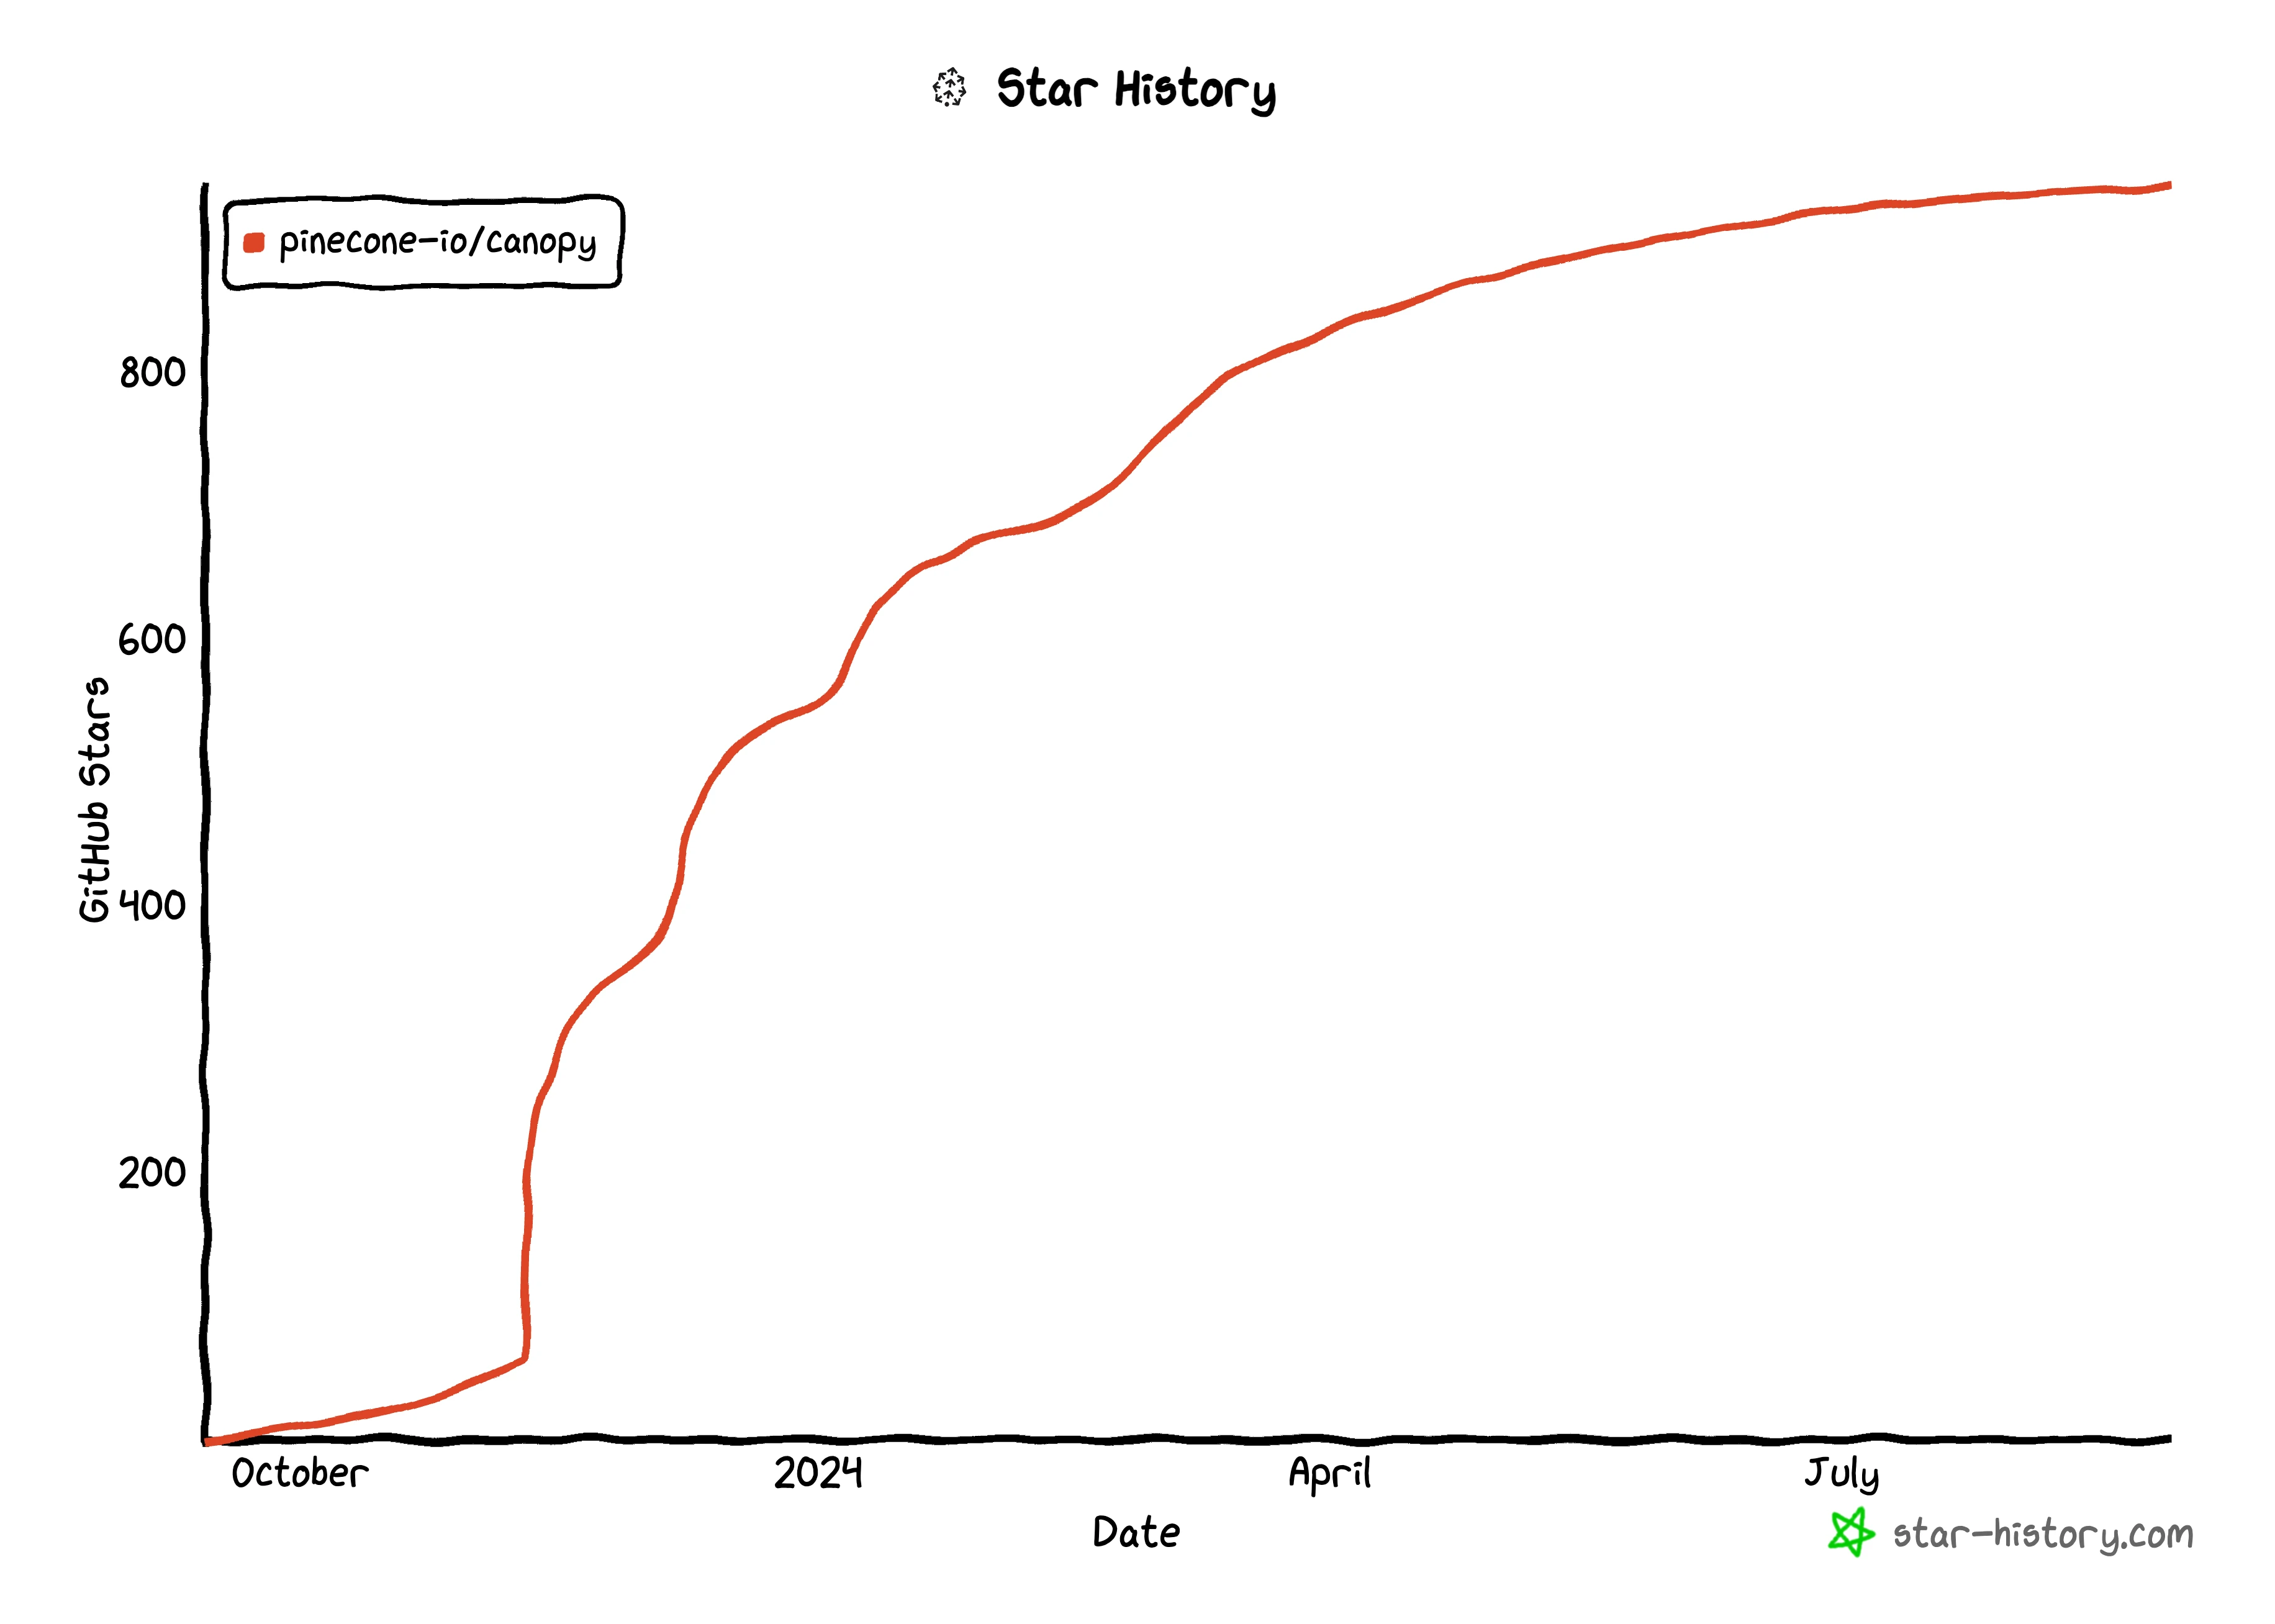 Star History
pinecone-io/canopy
800
600
400
200
GitHub Stars
October 2024 April July
Date
star-history.com